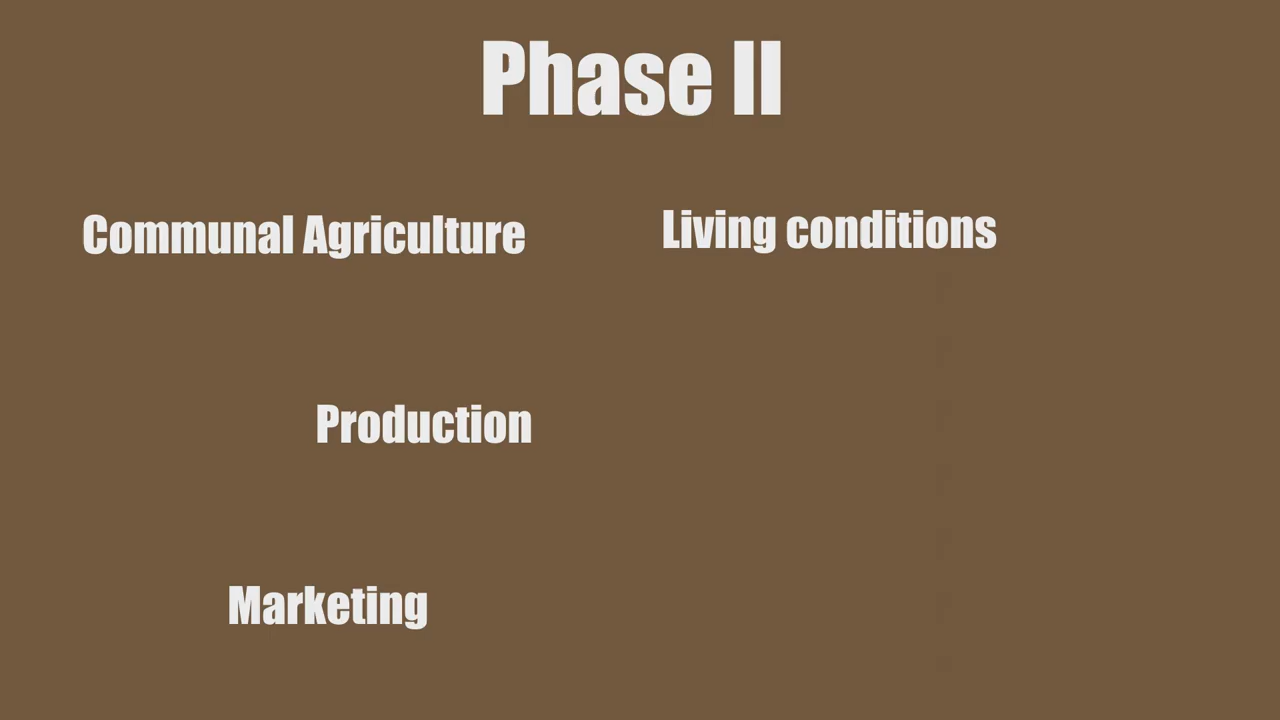 Phase II
Communal Agriculture
Living conditions
Production
Marketing